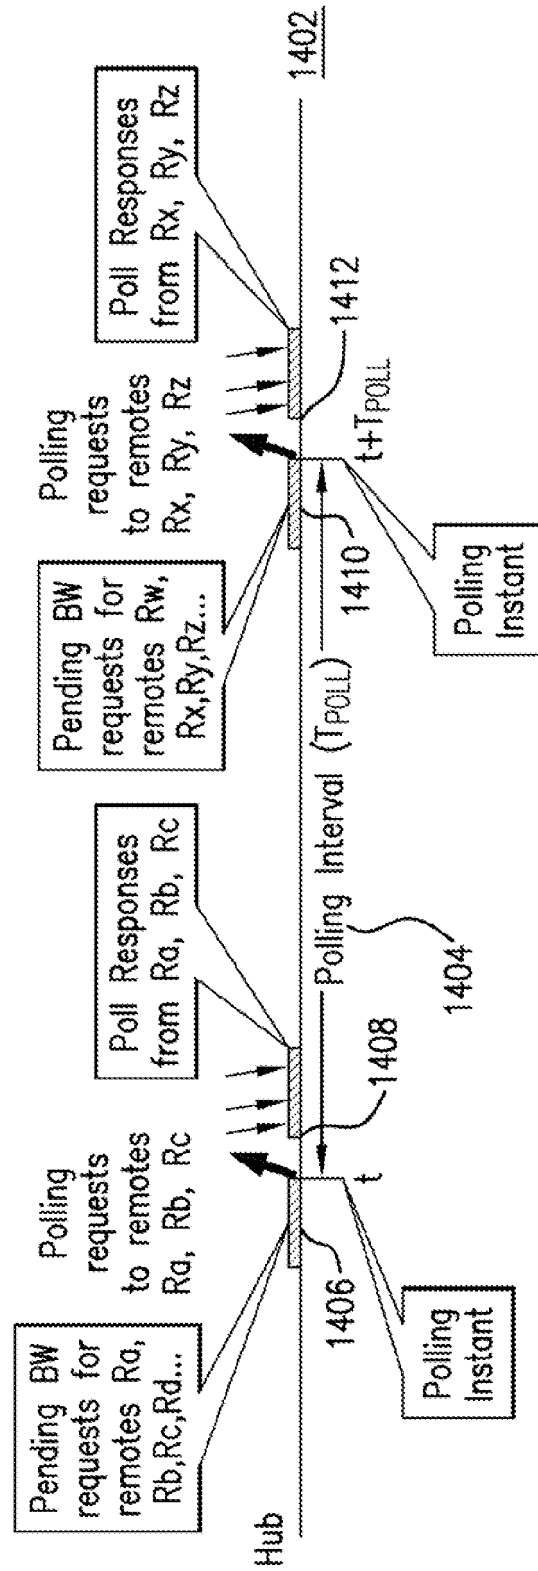 Pending BW
requests for
remotes Ra,
Rb,Rc,Rd...
Polling
requests
to remotes
Ra, Rb, Rc
Poll Responses
from Ra, Rb, Rc
Pending BW
requests for
remotes Rw,
Rx,Ry,Rz...
Polling
requests
to remotes
Rx, Ry, Rz
Poll Responses
from Rx, Ry, Rz
Hub
1402
1406
1408
t
Polling Interval (TPOLL)
1404
1410
t+TPOLL
1412
Polling
Instant
Polling
Instant